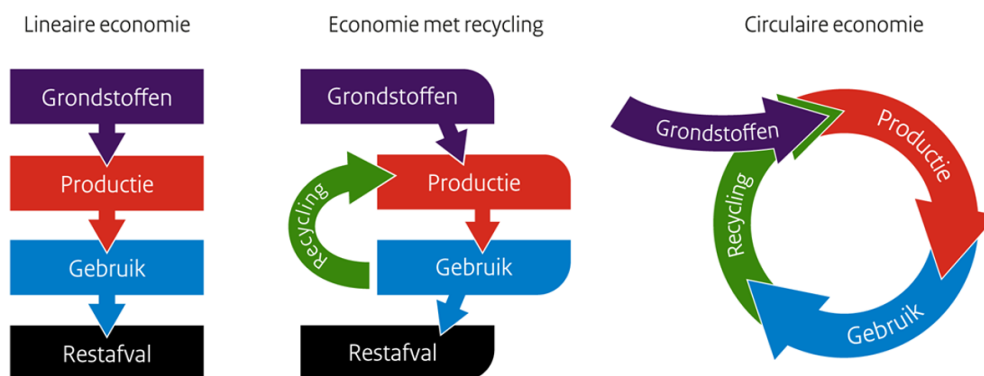 Lineaire economie
Grondstoffen
Productie
Gebruik
Restafval
Economie met recycling
Grondstoffen
Productie
Recycling
Gebruik
Restafval
Circulaire economie
Grondstoffen
Productie
Gebruik
Recycling